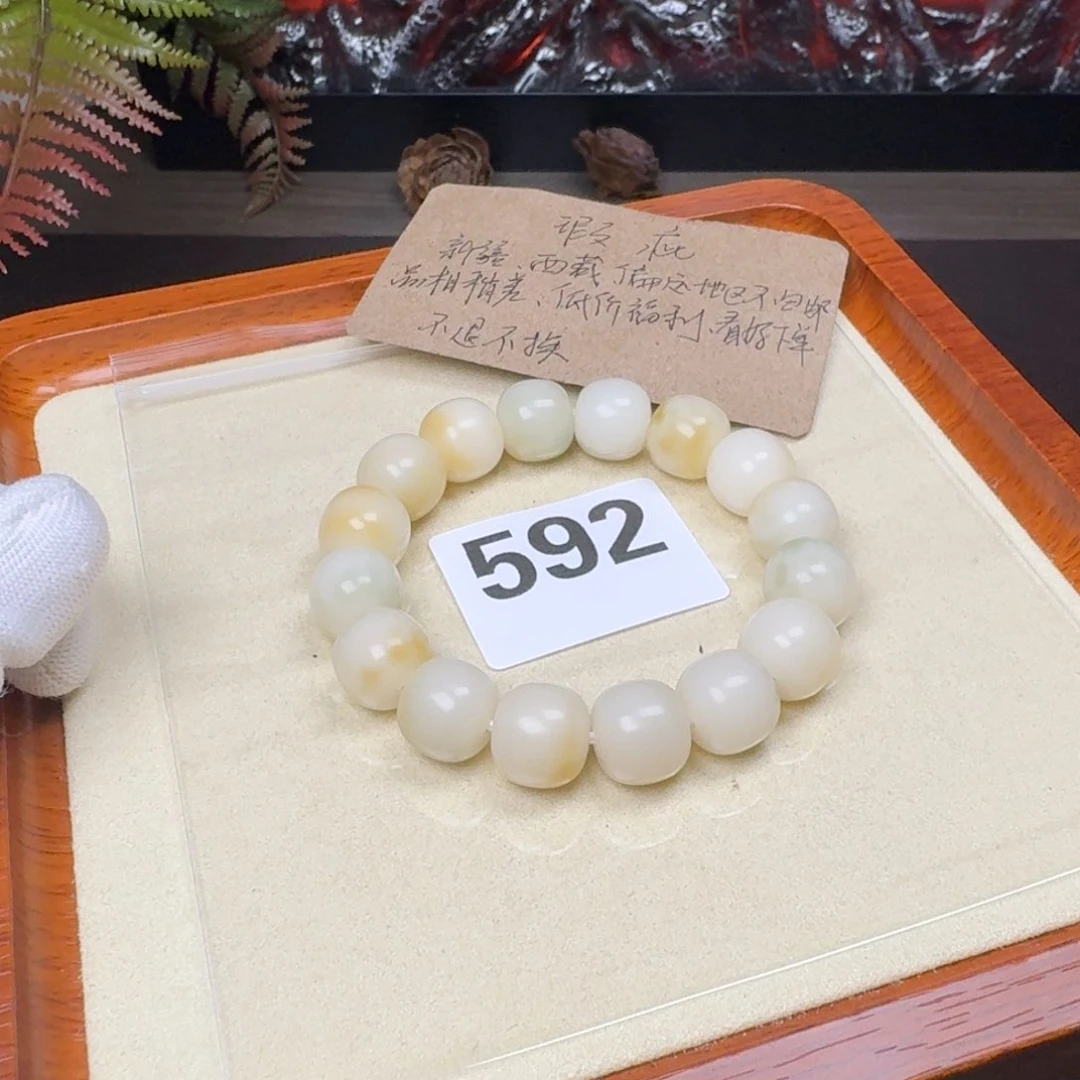 瑕疵
新疆、西藏、偏远地区不包邮
品相稍差、低价福利、看好下单
不退不换
592